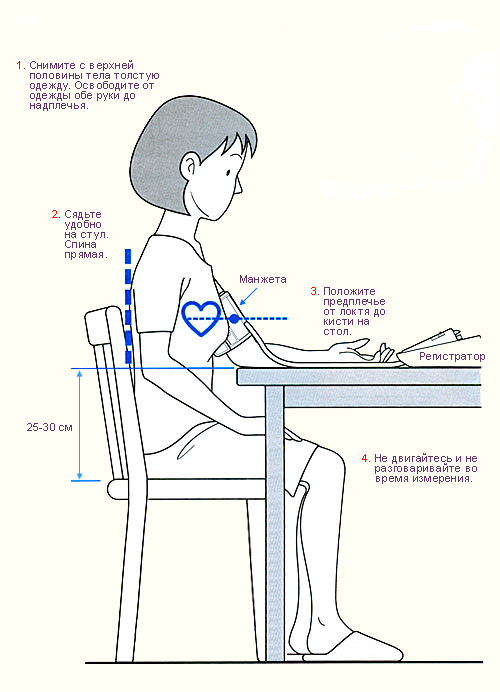 1. Снимите с верхней
половины тела толстую
одежду. Освободите от
одежды обе руки до
надплечья.
2. Сядьте
удобно
на стул.
Спина
прямая.
Манжета
3. Положите
предплечье
от локтя до
кисти на
стол.
Регистратор
25-30 см
4. Не двигайтесь и не
разговаривайте во
время измерения.